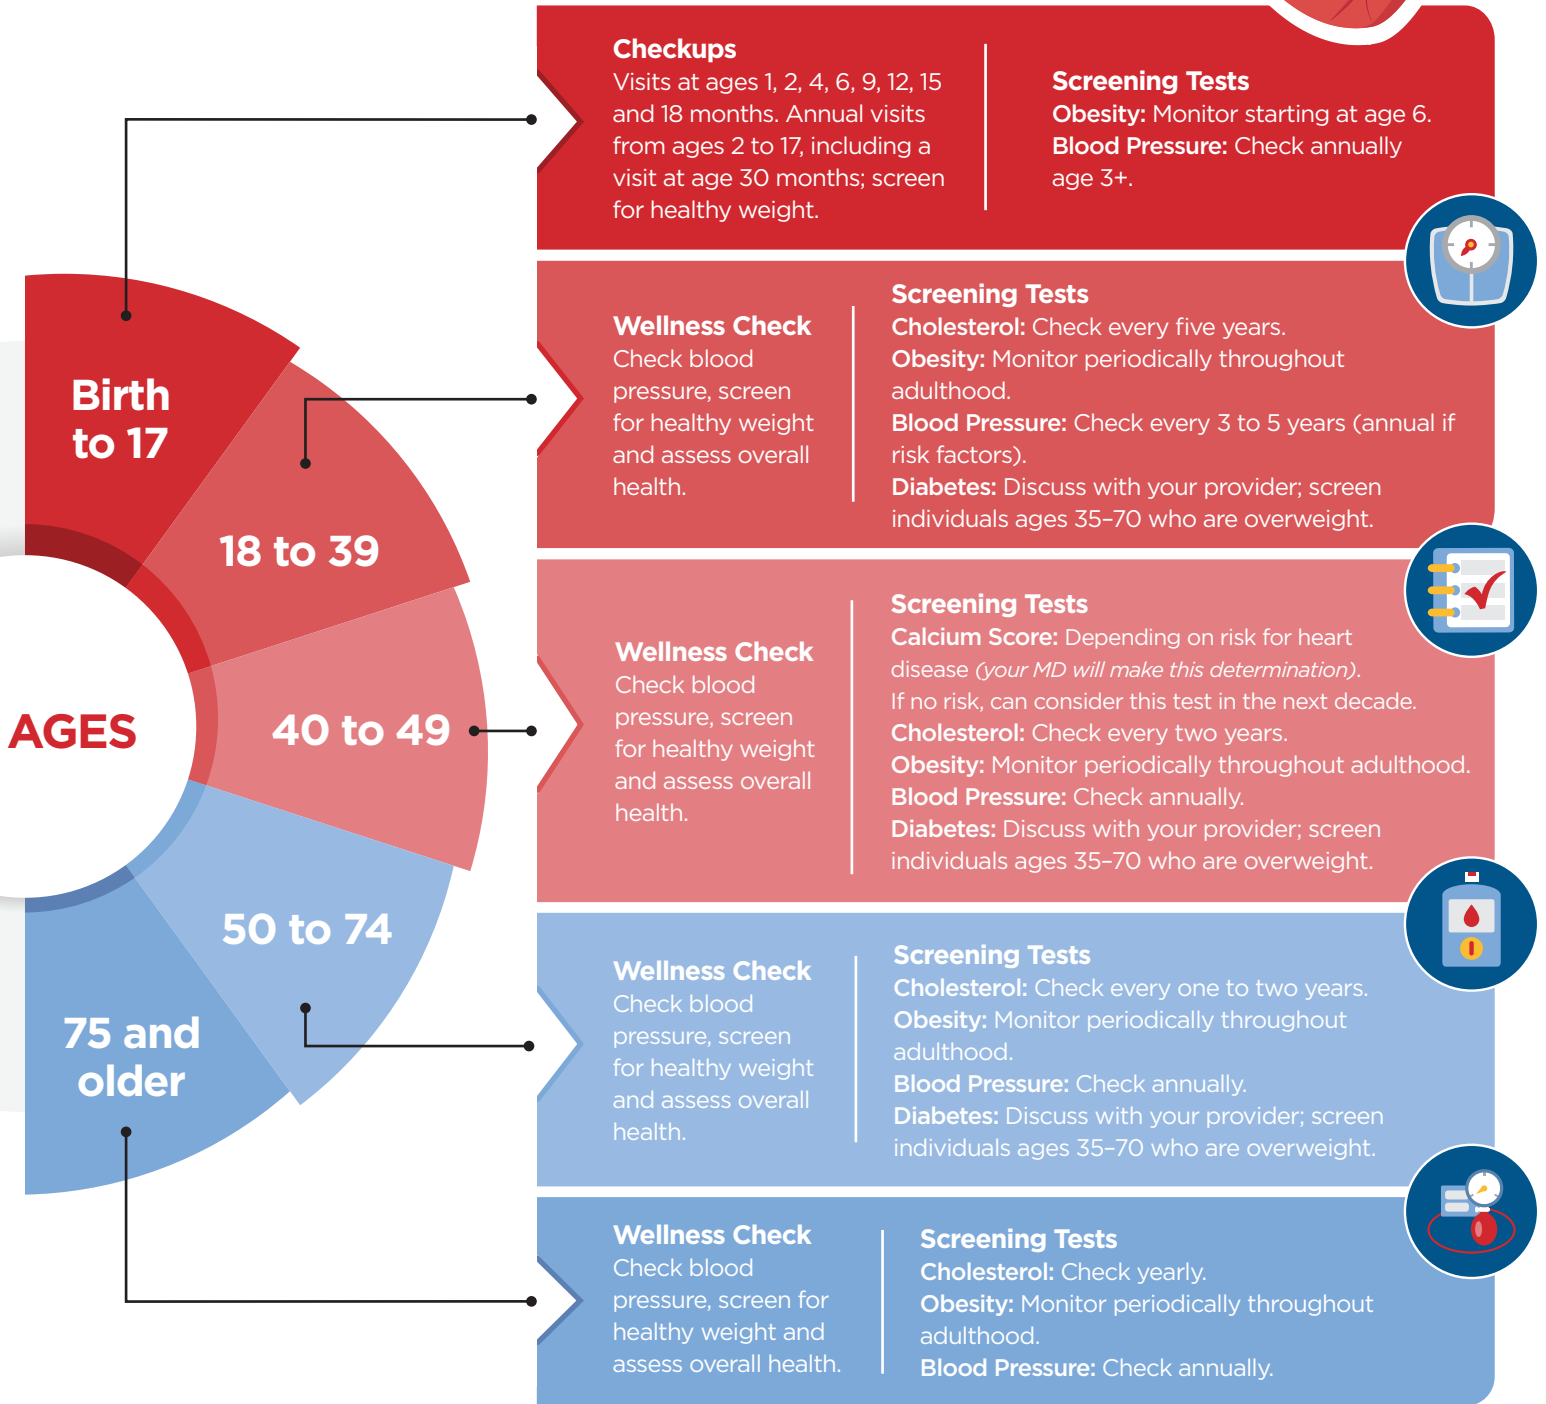 AGES
Birth
to 17
Checkups
Visits at ages 1, 2, 4, 6, 9, 12, 15
and 18 months. Annual visits
from ages 2 to 17, including a
visit at age 30 months; screen
for healthy weight.
Screening Tests
Obesity: Monitor starting at age 6.
Blood Pressure: Check annually
age 3+.
18 to 39
Wellness Check
Check blood
pressure, screen
for healthy weight
and assess overall
health.
Screening Tests
Cholesterol: Check every five years.
Obesity: Monitor periodically throughout
adulthood.
Blood Pressure: Check every 3 to 5 years (annual if
risk factors).
Diabetes: Discuss with your provider; screen
individuals ages 35–70 who are overweight.
40 to 49
Wellness Check
Check blood
pressure, screen
for healthy weight
and assess overall
health.
Screening Tests
Calcium Score: Depending on risk for heart
disease (your MD will make this determination).
If no risk, can consider this test in the next decade.
Cholesterol: Check every two years.
Obesity: Monitor periodically throughout adulthood.
Blood Pressure: Check annually.
Diabetes: Discuss with your provider; screen
individuals ages 35–70 who are overweight.
50 to 74
Wellness Check
Check blood
pressure, screen
for healthy weight
and assess overall
health.
Screening Tests
Cholesterol: Check every one to two years.
Obesity: Monitor periodically throughout
adulthood.
Blood Pressure: Check annually.
Diabetes: Discuss with your provider; screen
individuals ages 35–70 who are overweight.
75 and
older
Wellness Check
Check blood
pressure, screen for
healthy weight and
assess overall health.
Screening Tests
Cholesterol: Check yearly.
Obesity: Monitor periodically throughout
adulthood.
Blood Pressure: Check annually.